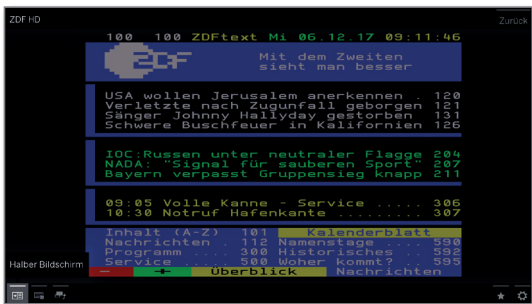 ZDF HD
Zurück
100 100 ZDFtext Mi 06.12.17 09:11:46
ZDF
Mit dem Zweiten
sieht man besser
USA wollen Jerusalem anerkennen . 120
Verletzte nach Zugunfall geborgen 121
Sänger Johnny Hallyday gestorben 131
Schwere Buschfeuer in Kalifornien 126
IOC:Russen unter neutraler Flagge 204
NADA: "Signal für sauberen Sport" 207
Bayern verpasst Gruppensieg knapp 211
09:05 Volle Kanne - Service ..... 306
10:30 Notruf Hafenkante ......... 307
Inhalt (A-Z) 101 Kalenderblatt
Nachrichten . 112 Namenstage .... 590
Programm .... 300 Historisches .. 592
Service ..... 500 Woher kommt? .. 595
Halber Bildschirm
- + Überblick Nachrichten